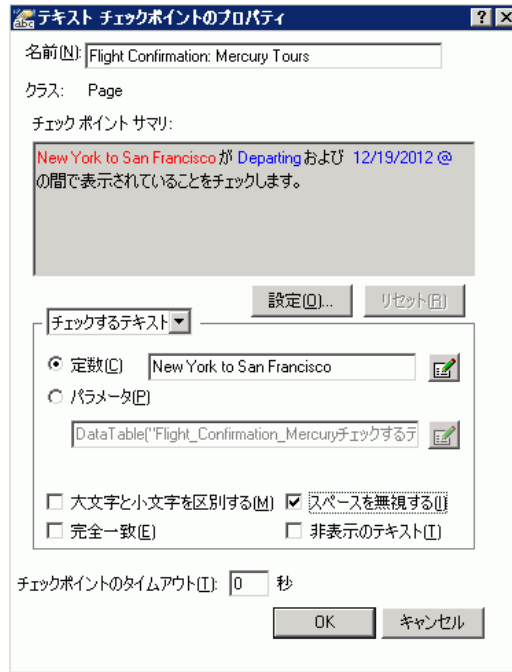 テキスト チェックポイントのプロパティ
名前(N): Flight Confirmation: Mercury Tours
クラス: Page
チェック ポイント サマリ:
New York to San Francisco が Departing および 12/19/2012 @
の間で表示されていることをチェックします。
設定(O)... リセット(R)
チェックするテキスト
定数(C) New York to San Francisco
パラメータ(P)
DataTable("Flight_Confirmation_Mercuryチェックするテ
大文字と小文字を区別する(M) スペースを無視する(I)
完全一致(E) 非表示のテキスト(T)
チェックポイントのタイムアウト(T): 0 秒
OK キャンセル